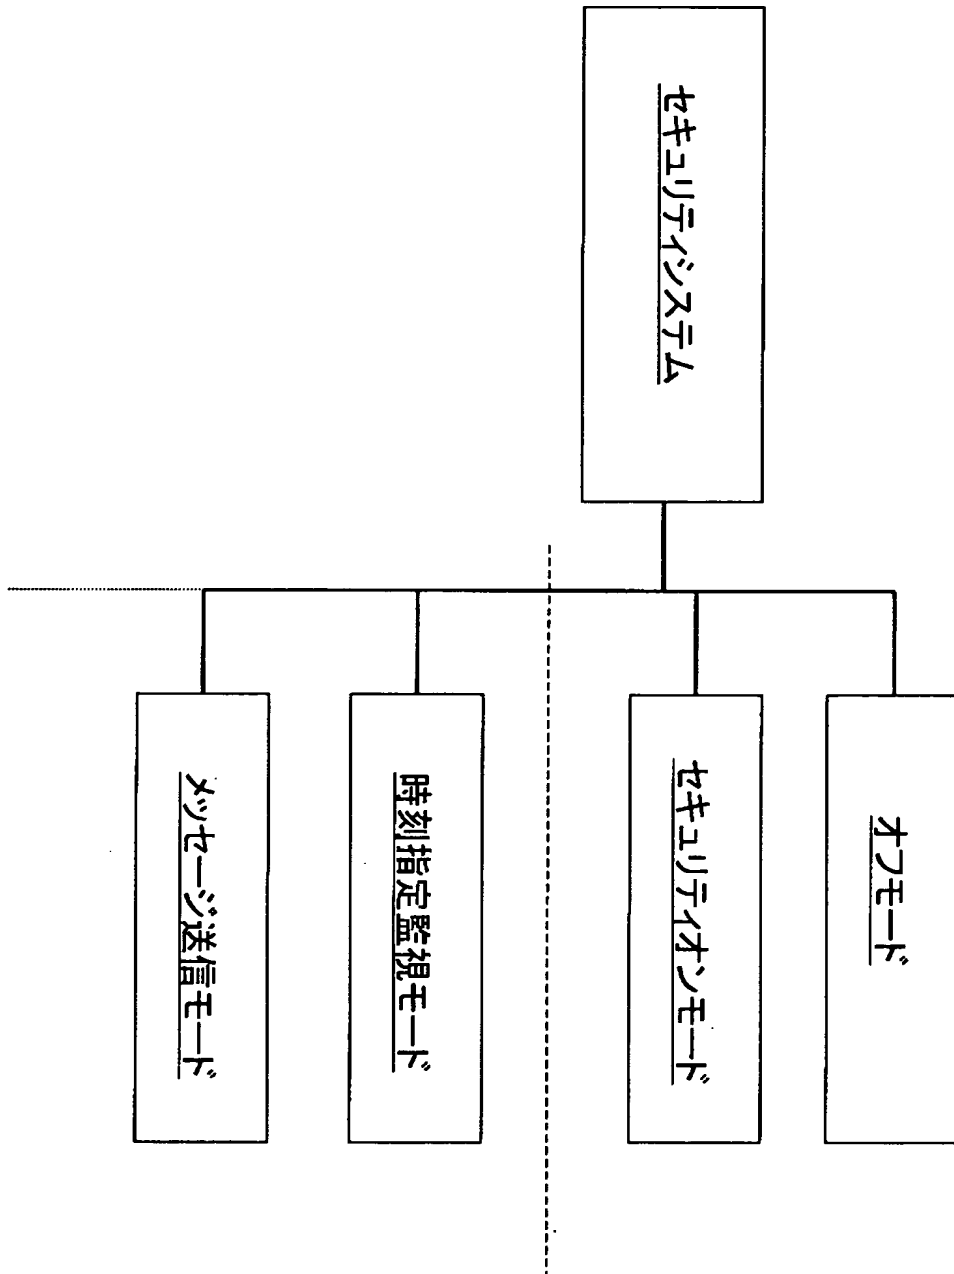 セキュリティシステム
オフモード
セキュリティオンモード
時刻指定監視モード
メッセージ送信モード